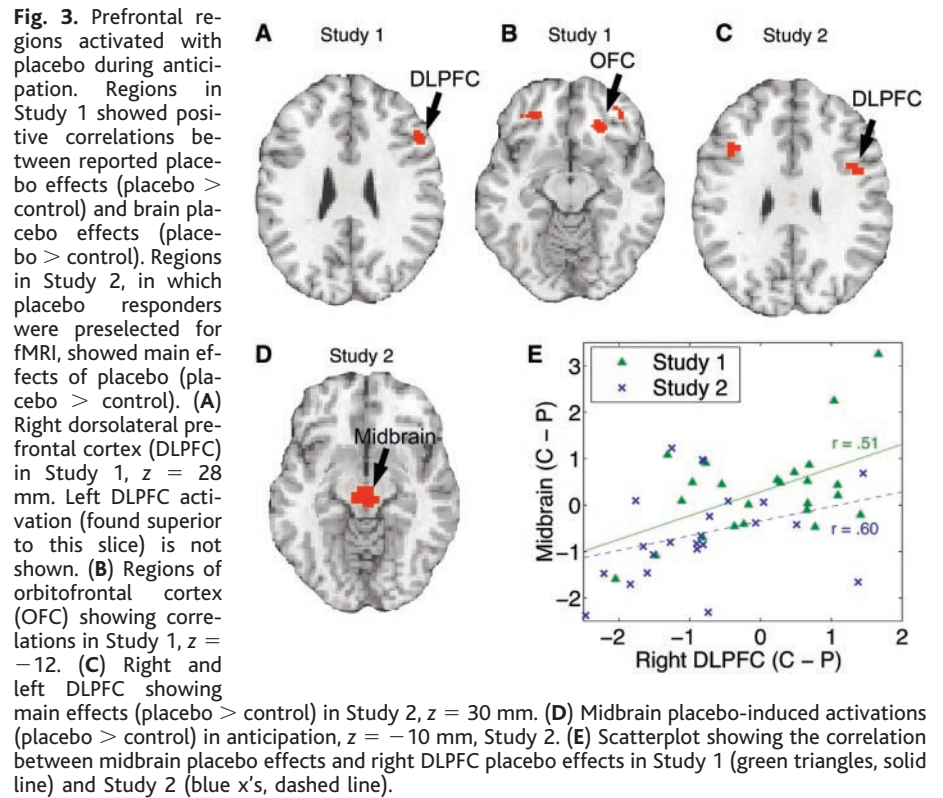 Fig. 3. Prefrontal re-
gions activated with
placebo during antici-
pation. Regions in
Study 1 showed posi-
tive correlations be-
tween reported place-
bo effects (placebo >
control) and brain pla-
cebo effects (place-
bo > control). Regions
in Study 2, in which
placebo responders
were preselected for
fMRI, showed main ef-
fects of placebo (pla-
cebo > control). (A)
Right dorsolateral pre-
frontal cortex (DLPFC)
in Study 1, z = 28
mm. Left DLPFC acti-
vation (found superior
to this slice) is not
shown. (B) Regions of
orbitofrontal cortex
(OFC) showing corre-
lations in Study 1, z =
−12. (C) Right and
left DLPFC showing
main effects (placebo > control) in Study 2, z = 30 mm. (D) Midbrain placebo-induced activations
(placebo > control) in anticipation, z = −10 mm, Study 2. (E) Scatterplot showing the correlation
between midbrain placebo effects and right DLPFC placebo effects in Study 1 (green triangles, solid
line) and Study 2 (blue x's, dashed line).
A Study 1
DLPFC
B Study 1
OFC
C Study 2
DLPFC
D Study 2
Midbrain
E
Study 1
Study 2
r = .51
r = .60
Midbrain (C − P)
3
2
1
0
−1
−2
−2 −1 0 1 2
Right DLPFC (C − P)